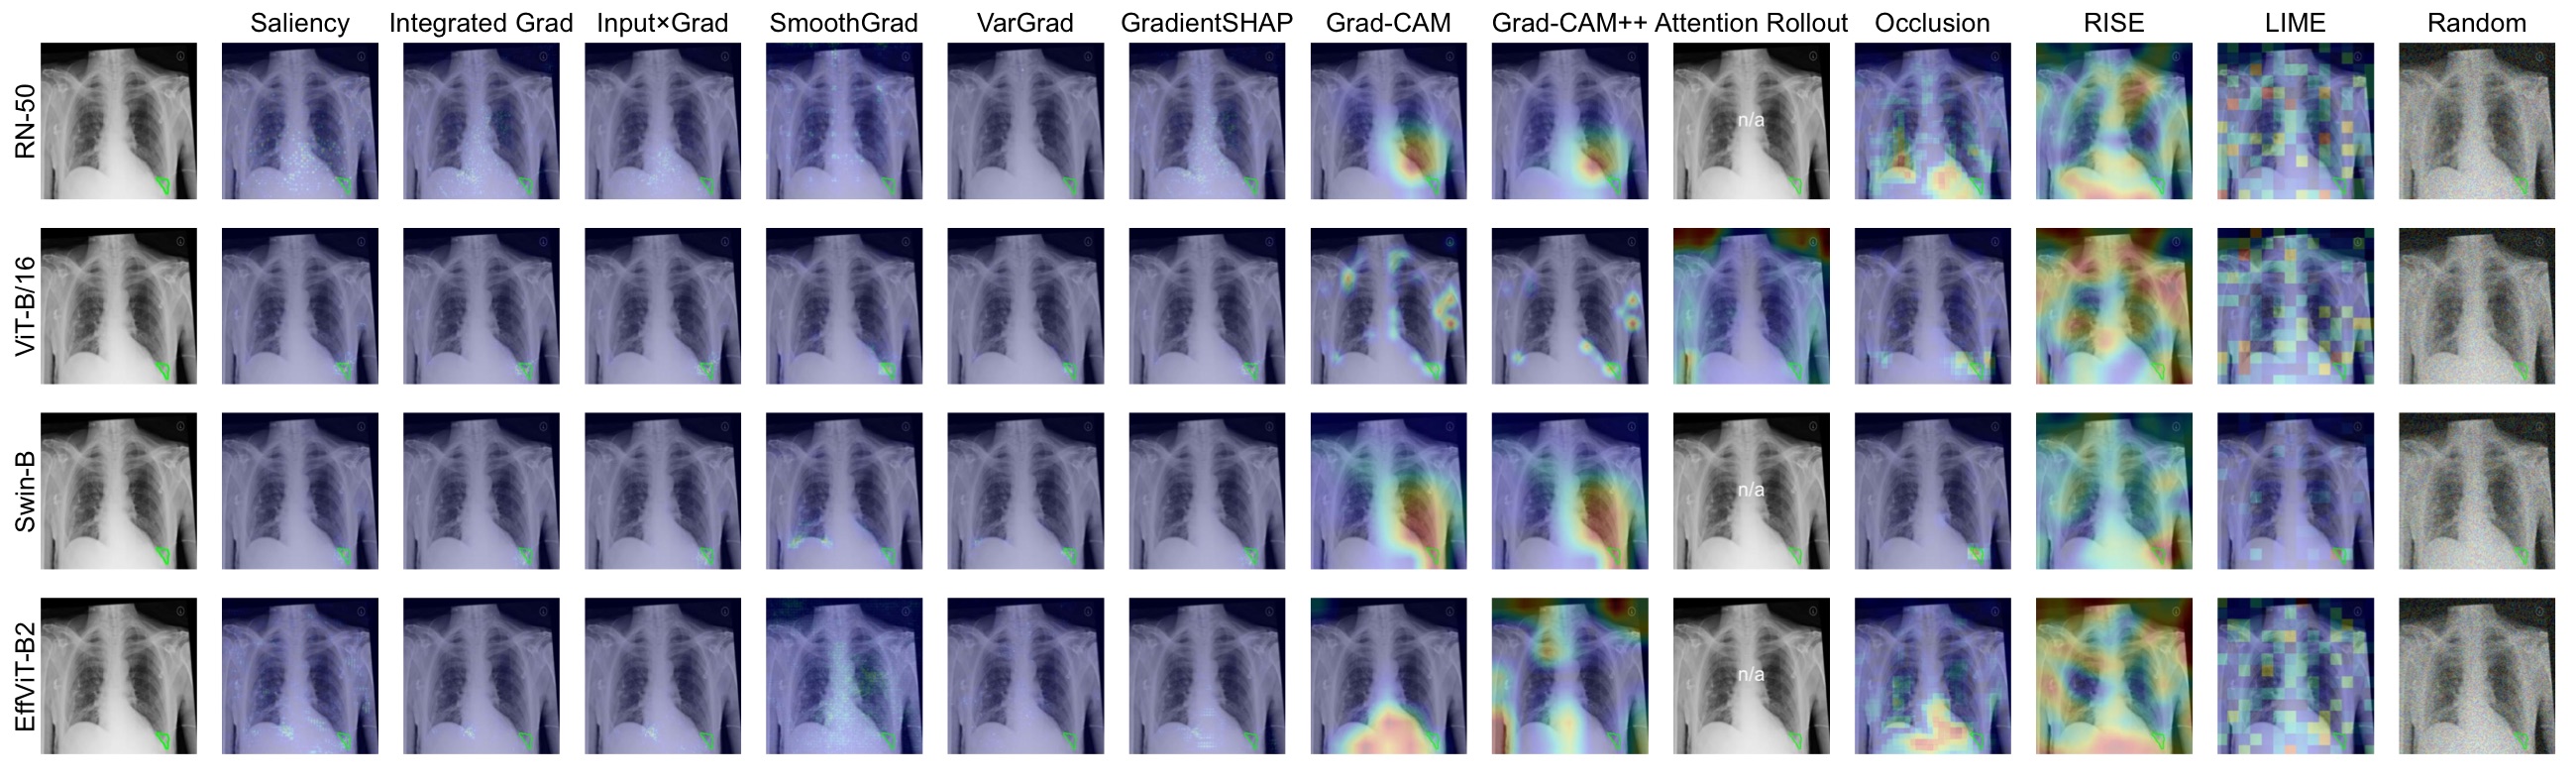 Saliency Integrated Grad Input×Grad SmoothGrad VarGrad GradientSHAP Grad-CAM Grad-CAM++ Attention Rollout Occlusion RISE LIME Random
RN-50
n/a
ViT-B/16
Swin-B
n/a
EffViT-B2
n/a